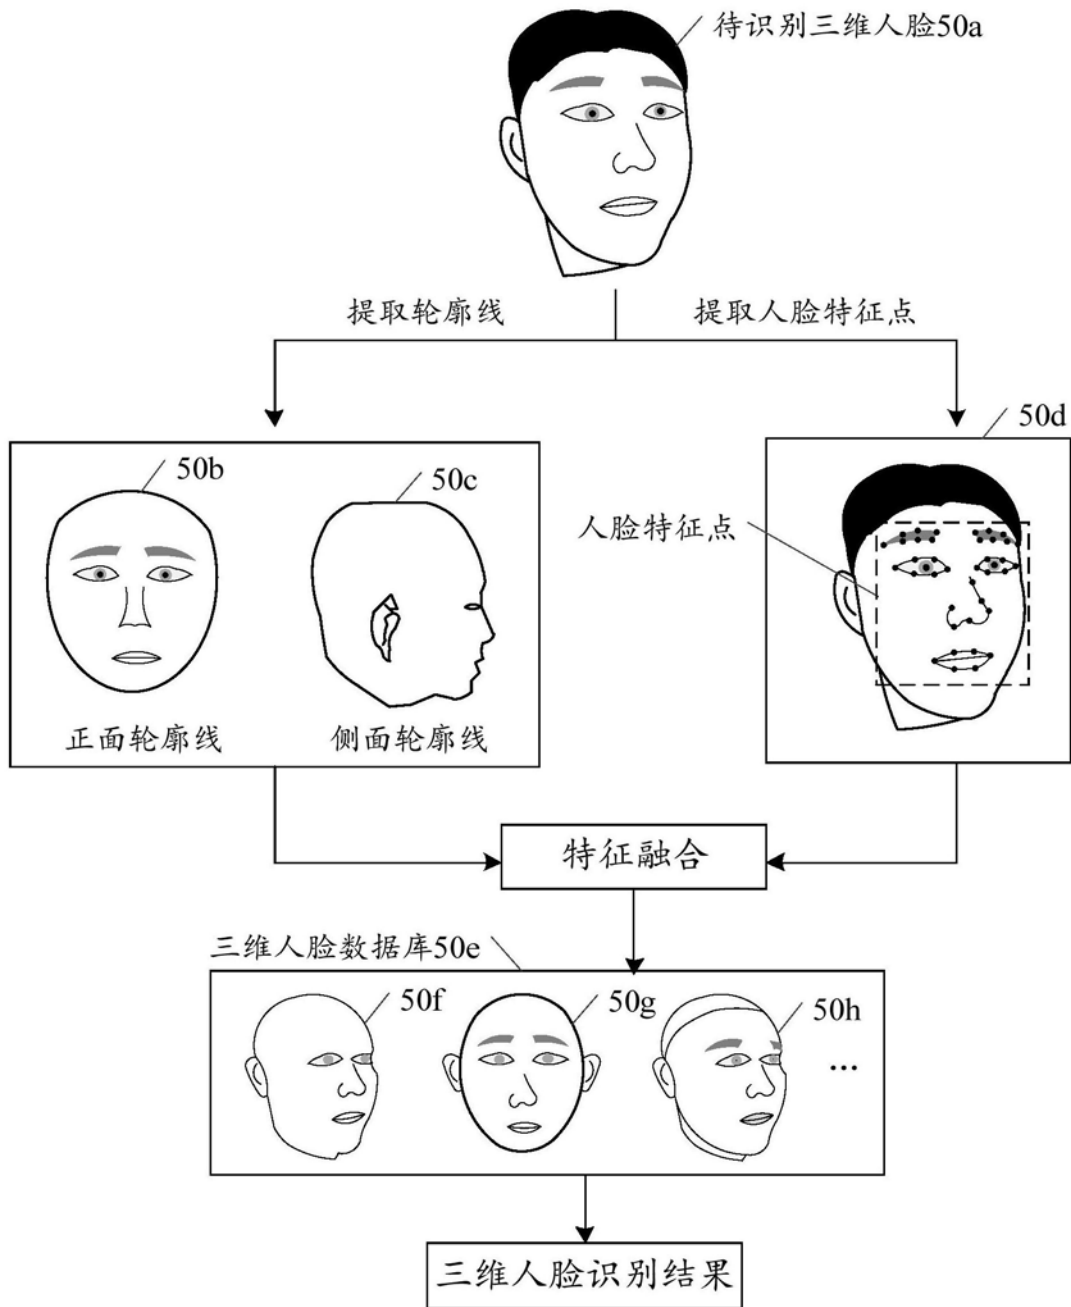 待识别三维人脸50a
提取轮廓线
提取人脸特征点
50d
50b
50c
人脸特征点
正面轮廓线
侧面轮廓线
特征融合
三维人脸数据库50e
50f
50g
50h
...
三维人脸识别结果